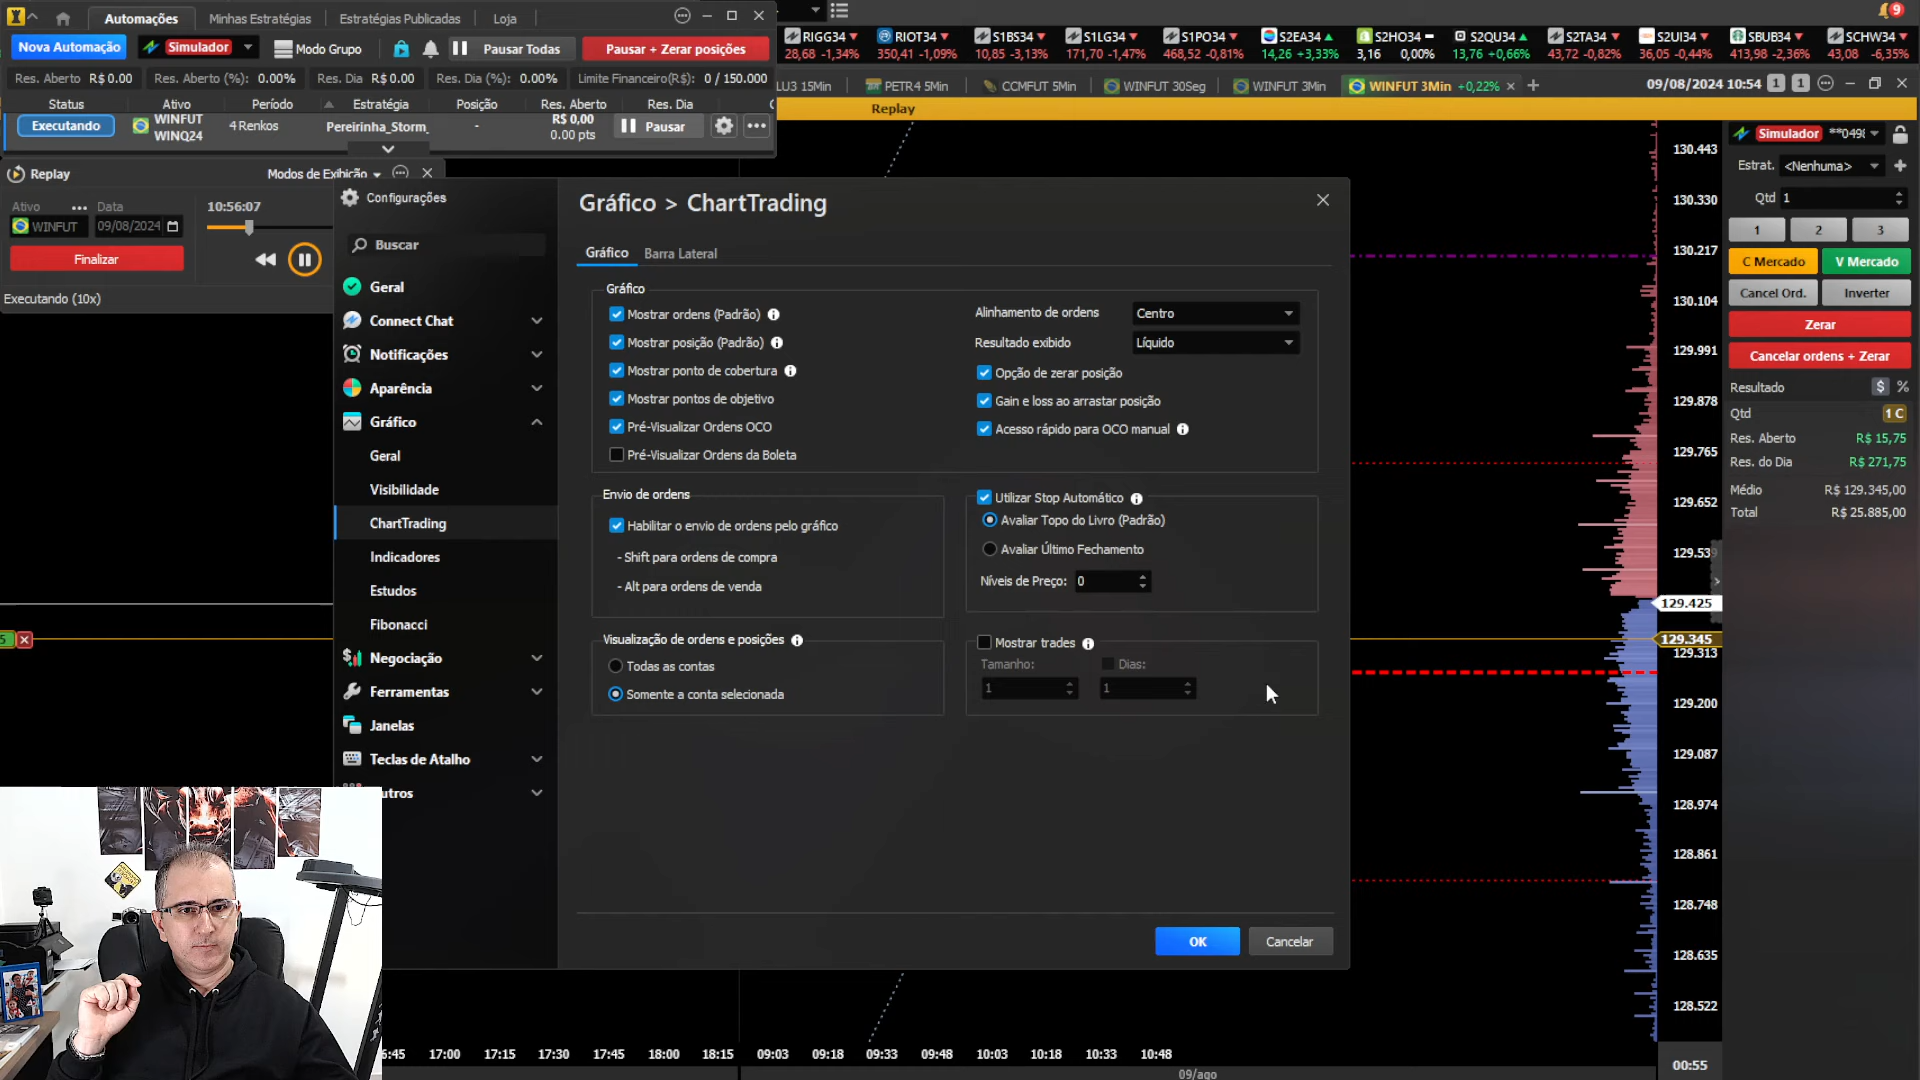 Automações
Minhas Estratégias
Estratégias Publicadas
Loja
Nova Automação
Simulador
Modo Grupo
Pausar Todas
Pausar + Zerar posições
Res. Aberto R$ 0.00
Res. Aberto (%): 0.00%
Res. Dia R$ 0.00
Res. Dia (%): 0.00%
Limite Financeiro(R$): 0 / 150.000
Status
Ativo
Período
Estratégia
Posição
Res. Aberto
Res. Dia
Executando
WINFUT
WINQ24
4 Renkos
Pereirinha_Storm_
-
R$ 0,00
0.00 pts
Pausar
9
RIGG34
28,68 -1,34%
RIOT34
350,41 -1,09%
S1BS34
10,85 -3,13%
S1LG34
171,70 -1,47%
S1PO34
468,52 -0,81%
S2EA34
14,26 +3,33%
S2HO34
3,16 0,00%
S2QU34
13,76 +0,66%
S2TA34
43,72 -0,82%
S2UI34
36,05 -0,44%
SBUB34
413,98 -2,36%
SCHW34
43,08 -6,35%
LU3 15Min
PETR4 5Min
CCMFUT 5Min
WINFUT 30Seg
WINFUT 3Min
WINFUT 3Min +0,22%
09/08/2024 10:54
1
1
Replay
Replay
Modos de Exibição
Ativo
Data
10:56:07
WINFUT
09/08/2024
Finalizar
Executando (10x)
Configurações
Buscar
Geral
Connect Chat
Notificações
Aparência
Gráfico
Geral
Visibilidade
ChartTrading
Indicadores
Estudos
Fibonacci
Negociação
Ferramentas
Janelas
Teclas de Atalho
utros
Gráfico > ChartTrading
Gráfico
Barra Lateral
Gráfico
Mostrar ordens (Padrão)
Mostrar posição (Padrão)
Mostrar ponto de cobertura
Mostrar pontos de objetivo
Pré-Visualizar Ordens OCO
Pré-Visualizar Ordens da Boleta
Alinhamento de ordens
Centro
Resultado exibido
Líquido
Opção de zerar posição
Gain e loss ao arrastar posição
Acesso rápido para OCO manual
Envio de ordens
Habilitar o envio de ordens pelo gráfico
- Shift para ordens de compra
- Alt para ordens de venda
Utilizar Stop Automático
Avaliar Topo do Livro (Padrão)
Avaliar Último Fechamento
Níveis de Preço: 0
Visualização de ordens e posições
Todas as contas
Somente a conta selecionada
Mostrar trades
Tamanho:
Dias:
1
1
OK
Cancelar
130.443
130.330
130.217
130.104
129.991
129.878
129.765
129.652
129.539
129.425
129.345
129.313
129.200
129.087
128.974
128.861
128.748
128.635
128.522
00:55
Simulador
**049
Estrat. <Nenhuma>
Qtd 1
1
2
3
C Mercado
V Mercado
Cancel Ord.
Inverter
Zerar
Cancelar ordens + Zerar
Resultado
$ %
Qtd
1 C
Res. Aberto
R$ 15,75
Res. do Dia
R$ 271,75
Médio
R$ 129.345,00
Total
R$ 25.885,00
6:45
17:00
17:15
17:30
17:45
18:00
18:15
09:03
09:18
09:33
09:48
10:03
10:18
10:33
10:48
09/ago